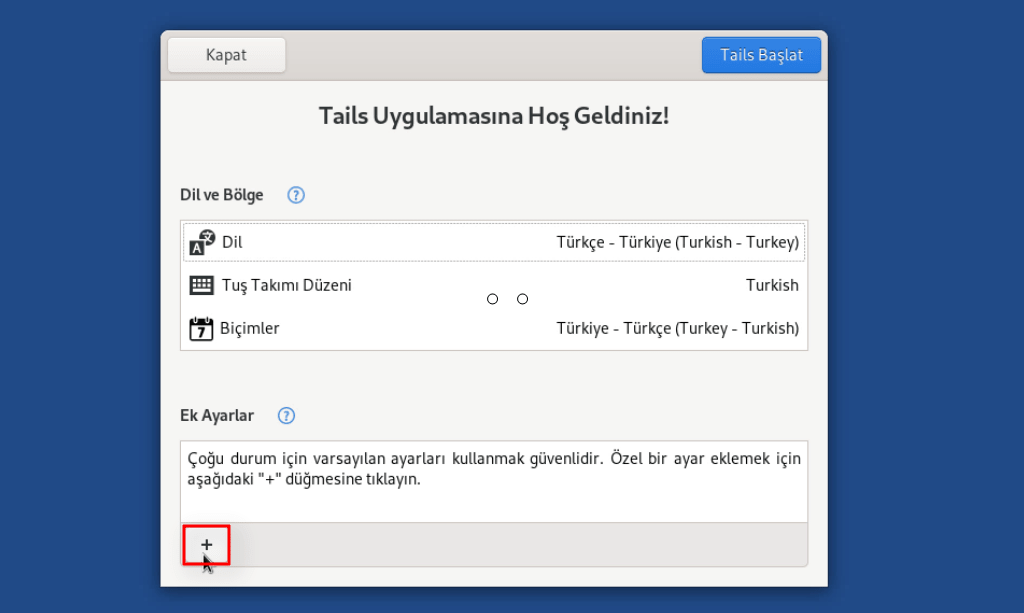 Kapat
Tails Başlat
Tails Uygulamasına Hoş Geldiniz!
Dil ve Bölge
Dil Türkçe - Türkiye (Turkish - Turkey)
Tuş Takımı Düzeni Turkish
Biçimler Türkiye - Türkçe (Turkey - Turkish)
Ek Ayarlar
Çoğu durum için varsayılan ayarları kullanmak güvenlidir. Özel bir ayar eklemek için
aşağıdaki "+" düğmesine tıklayın.
+